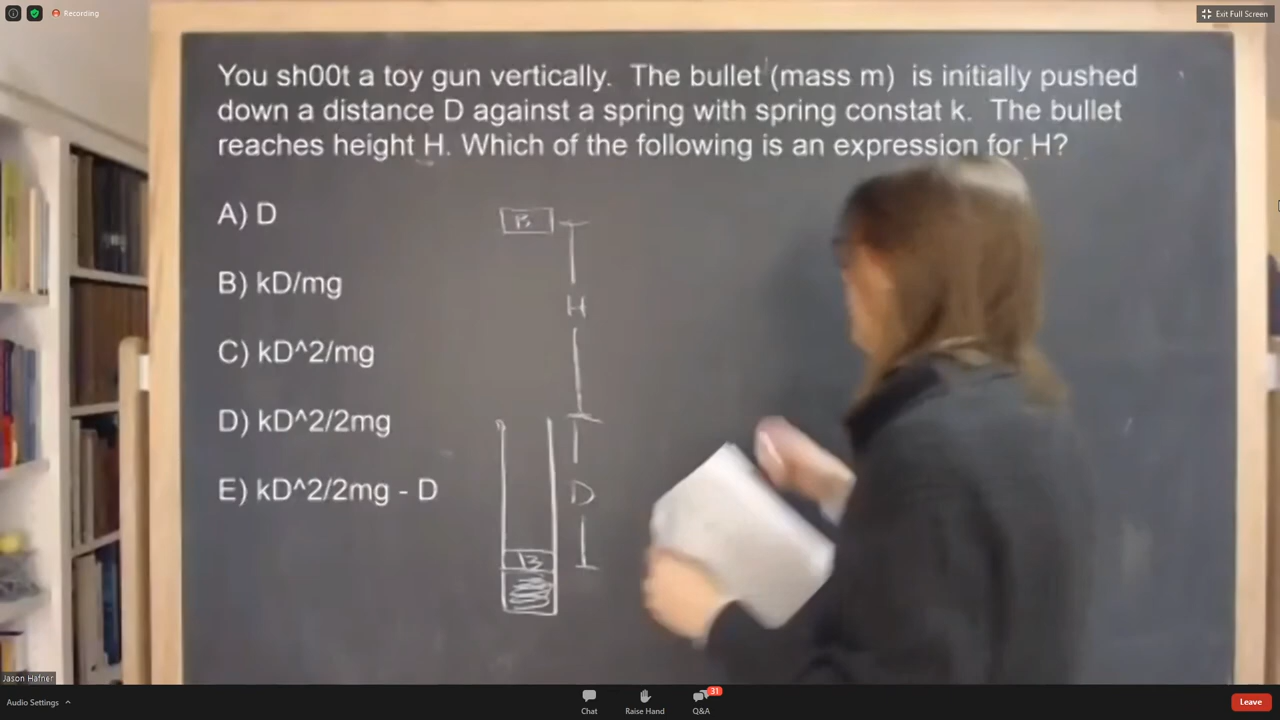 Recording
Exit Full Screen
You sh00t a toy gun vertically. The bullet (mass m) is initially pushed
down a distance D against a spring with spring constat k. The bullet
reaches height H. Which of the following is an expression for H?
A) D
B) kD/mg
C) kD^2/mg
D) kD^2/2mg
E) kD^2/2mg - D
B
H
D
B
Jason Hafner
Audio Settings
Chat
Raise Hand
31
Q&A
Leave